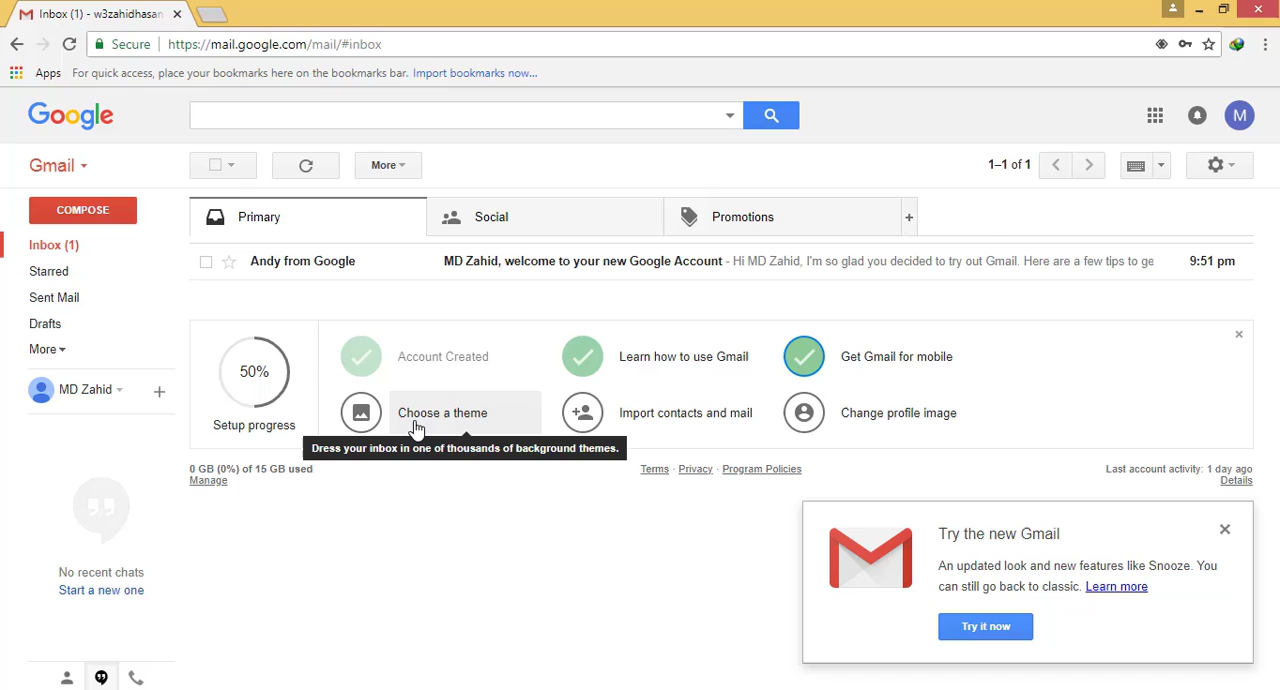 Inbox (1) - w3zahidhasan
Secure https://mail.google.com/mail/#inbox
Apps For quick access, place your bookmarks here on the bookmarks bar. Import bookmarks now...
Google
M
Gmail
More
1–1 of 1
COMPOSE
Primary
Social
Promotions
+
Inbox (1)
Starred
Sent Mail
Drafts
More
MD Zahid
+
Andy from Google MD Zahid, welcome to your new Google Account - Hi MD Zahid, I'm so glad you decided to try out Gmail. Here are a few tips to ge 9:51 pm
50%
Setup progress
Account Created
Learn how to use Gmail
Get Gmail for mobile
Choose a theme
Import contacts and mail
Change profile image
Dress your inbox in one of thousands of background themes.
0 GB (0%) of 15 GB used
Manage
Terms · Privacy · Program Policies
Last account activity: 1 day ago
Details
No recent chats
Start a new one
Try the new Gmail
An updated look and new features like Snooze. You
can still go back to classic. Learn more
Try it now